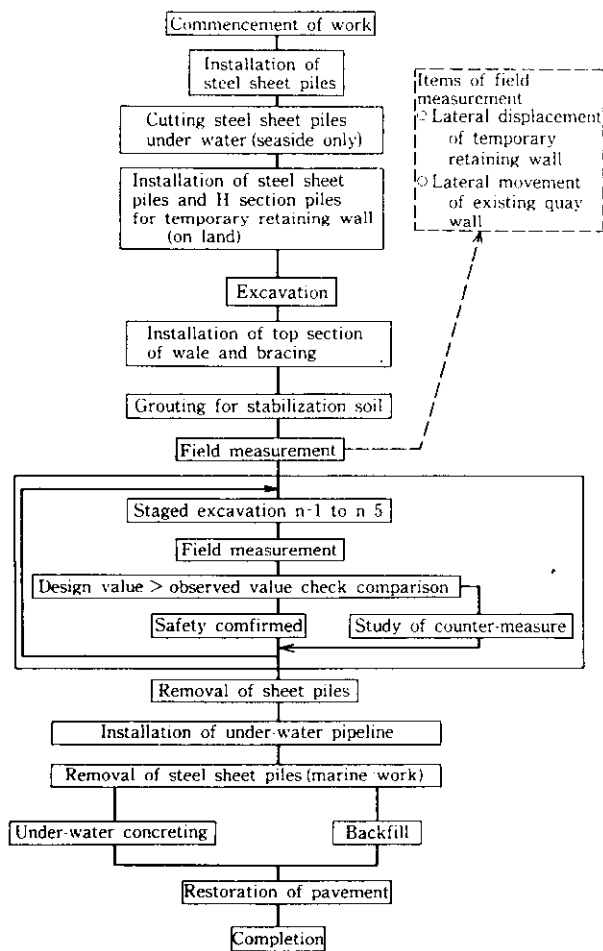 Commencement of work
Installation of
steel sheet piles
Cutting steel sheet piles
under water (seaside only)
Installation of steel sheet
piles and H section piles
for temporary retaining wall
(on land)
Excavation
Installation of top section
of wale and bracing
Grouting for stabilization soil
Field measurement
Items of field
measurement
○ Lateral displacement
of temporary
retaining wall
○ Lateral movement
of existing quay
wall
Staged excavation n-1 to n 5
Field measurement
Design value > observed value check comparison
Safety comfirmed
Study of counter-measure
Removal of sheet piles
Installation of under-water pipeline
Removal of steel sheet piles (marine work)
Under-water concreting
Backfill
Restoration of pavement
Completion